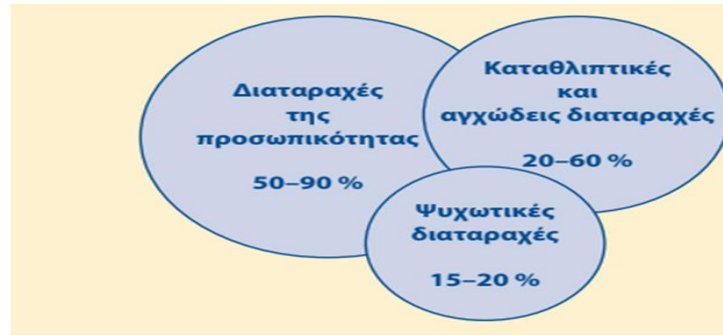 Διαταραχές
της
προσωπικότητας
50–90 %
Καταθλιπτικές
και
αγχώδεις διαταραχές
20–60 %
Ψυχωτικές
διαταραχές
15–20 %